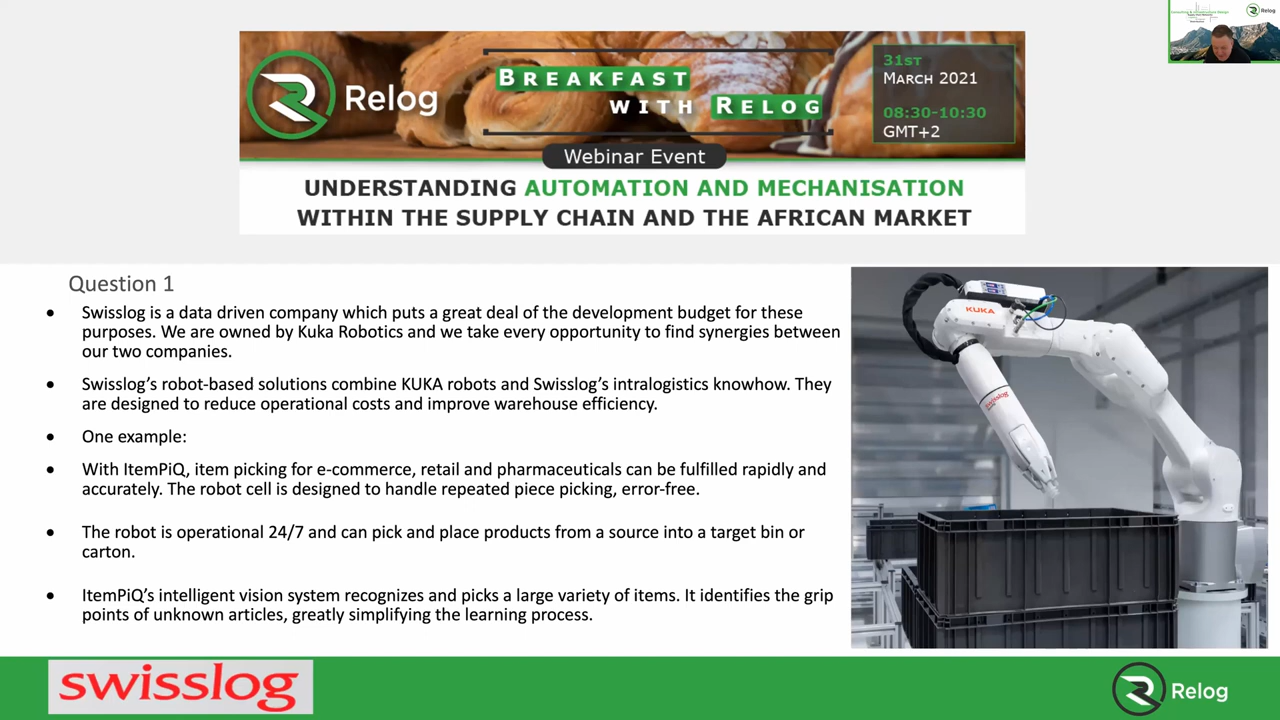 Relog
Relog
BREAKFAST
WITH RELOG
31ST
MARCH 2021
08:30-10:30
GMT+2
Webinar Event
UNDERSTANDING AUTOMATION AND MECHANISATION
WITHIN THE SUPPLY CHAIN AND THE AFRICAN MARKET
Question 1
• Swisslog is a data driven company which puts a great deal of the development budget for these
purposes. We are owned by Kuka Robotics and we take every opportunity to find synergies between
our two companies.
• Swisslog’s robot-based solutions combine KUKA robots and Swisslog’s intralogistics knowhow. They
are designed to reduce operational costs and improve warehouse efficiency.
• One example:
• With ItemPiQ, item picking for e-commerce, retail and pharmaceuticals can be fulfilled rapidly and
accurately. The robot cell is designed to handle repeated piece picking, error-free.
• The robot is operational 24/7 and can pick and place products from a source into a target bin or
carton.
• ItemPiQ’s intelligent vision system recognizes and picks a large variety of items. It identifies the grip
points of unknown articles, greatly simplifying the learning process.
KUKA
swisslog
swisslog
Relog